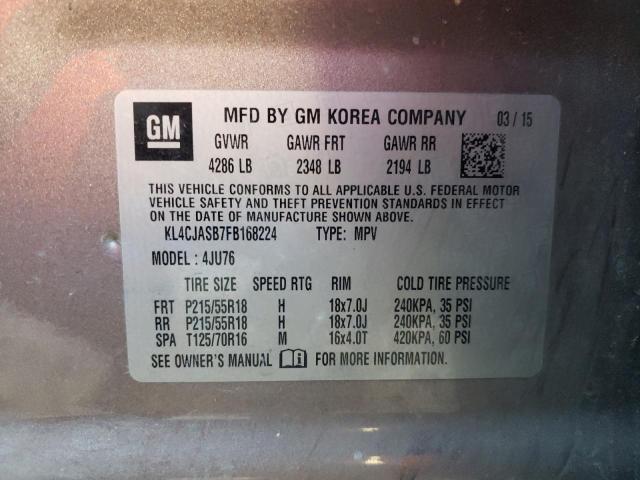 GM MFD BY GM KOREA COMPANY 03 / 15
GVWR GAWR FRT GAWR RR
4286 LB 2348 LB 2194 LB
THIS VEHICLE CONFORMS TO ALL APPLICABLE U.S. FEDERAL MOTOR
VEHICLE SAFETY AND THEFT PREVENTION STANDARDS IN EFFECT
ON THE DATE OF MANUFACTURE SHOWN ABOVE.
KL4CJASB7FB168224 TYPE: MPV
MODEL : 4JU76
TIRE SIZE SPEED RTG RIM COLD TIRE PRESSURE
FRT P215/55R18 H 18x7.0J 240KPA, 35 PSI
RR P215/55R18 H 18x7.0J 240KPA, 35 PSI
SPA T125/70R16 M 16x4.0T 420KPA, 60 PSI
SEE OWNER'S MANUAL FOR MORE INFORMATION.